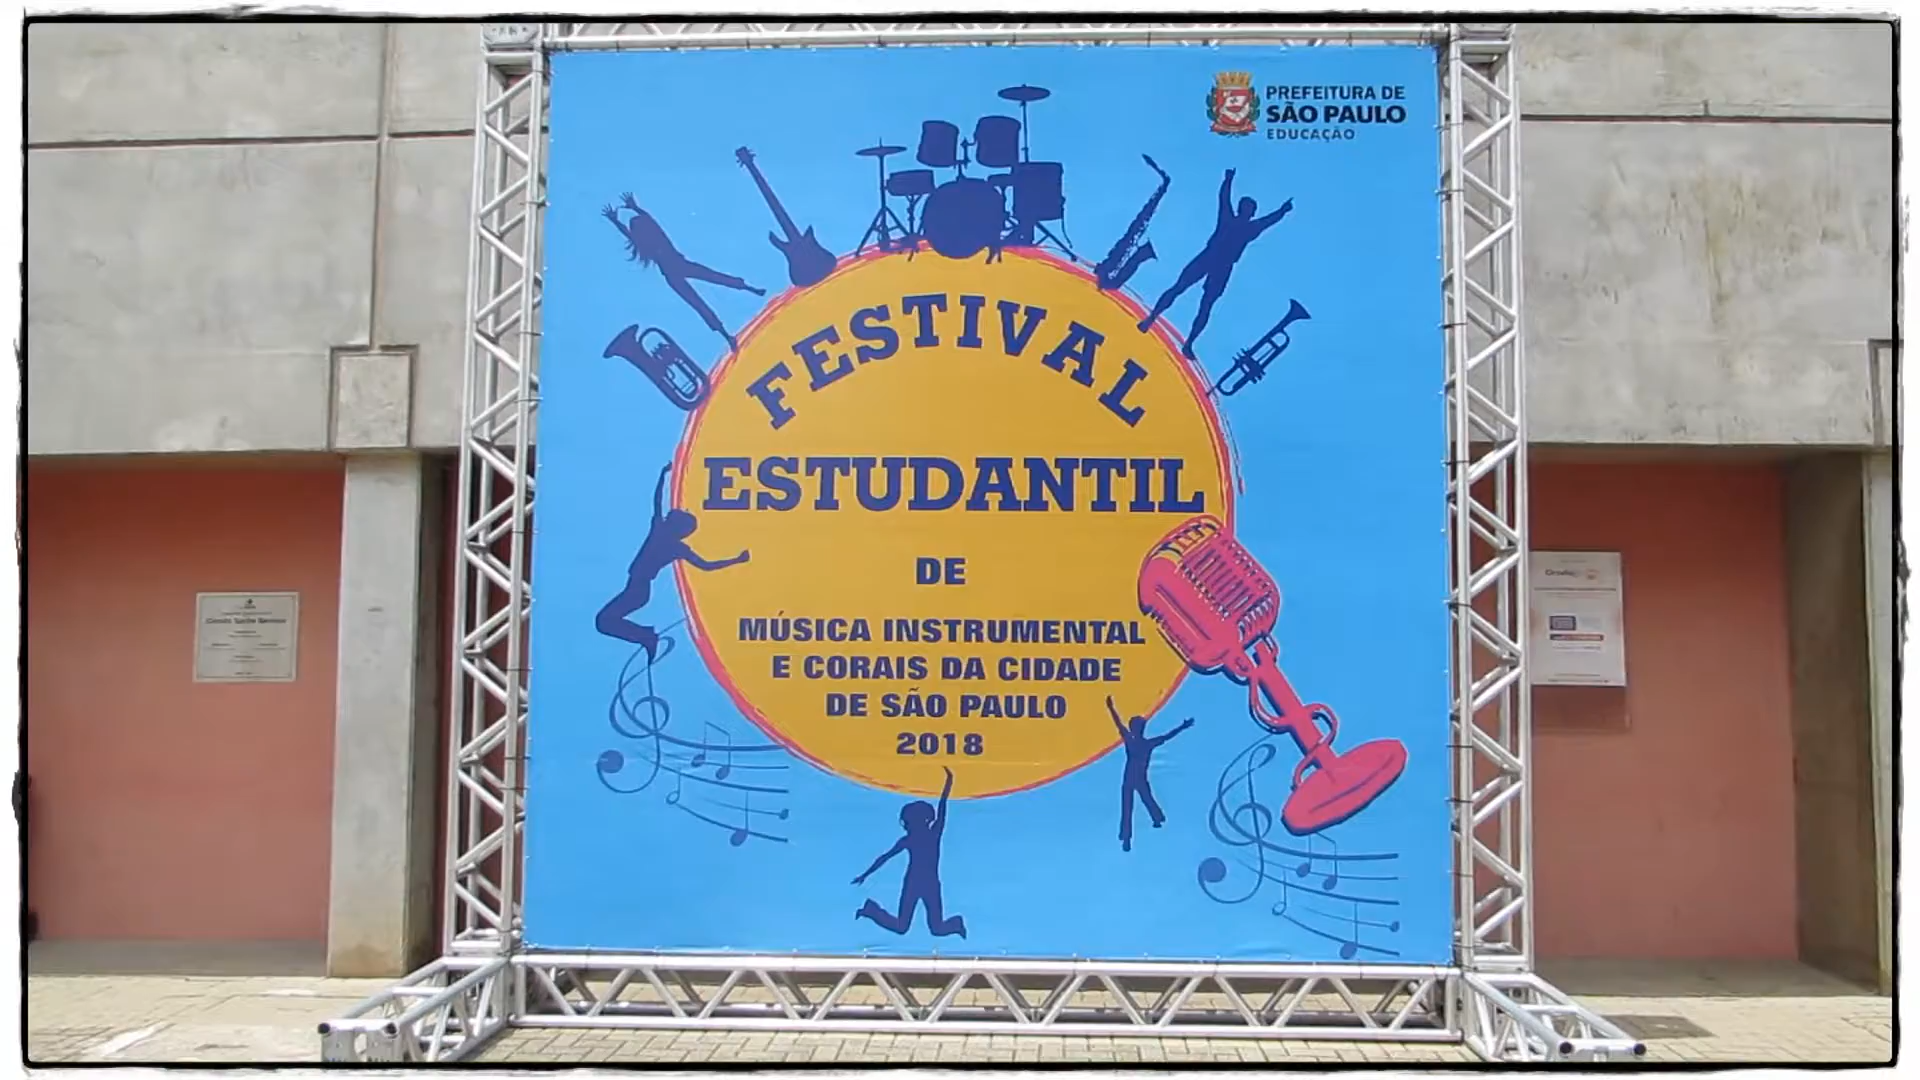 PREFEITURA DE
SÃO PAULO
EDUCAÇÃO
FESTIVAL
ESTUDANTIL
DE
MÚSICA INSTRUMENTAL
E CORAIS DA CIDADE
DE SÃO PAULO
2018